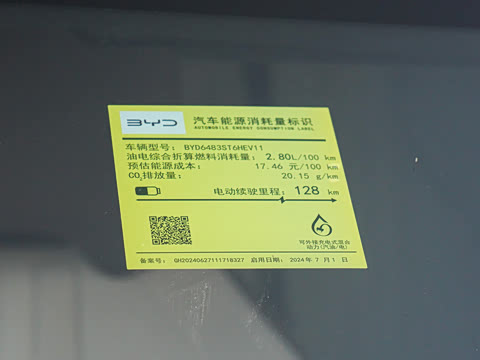 BYD
汽车能源消耗量标识
AUTOMOBILE ENERGY CONSUMPTION LABEL
车辆型号: BYD6483ST6HEV11
油电综合折算燃料消耗量: 2.80L/100 km
预估能源成本: 17.46 元/100 km
CO₂排放量: 20.15 g/km
电动续驶里程: 128 km
可外接充电式混合
动力(汽油/电)
备案号: GH20240627111718327 启用日期: 2024年 7月1 日